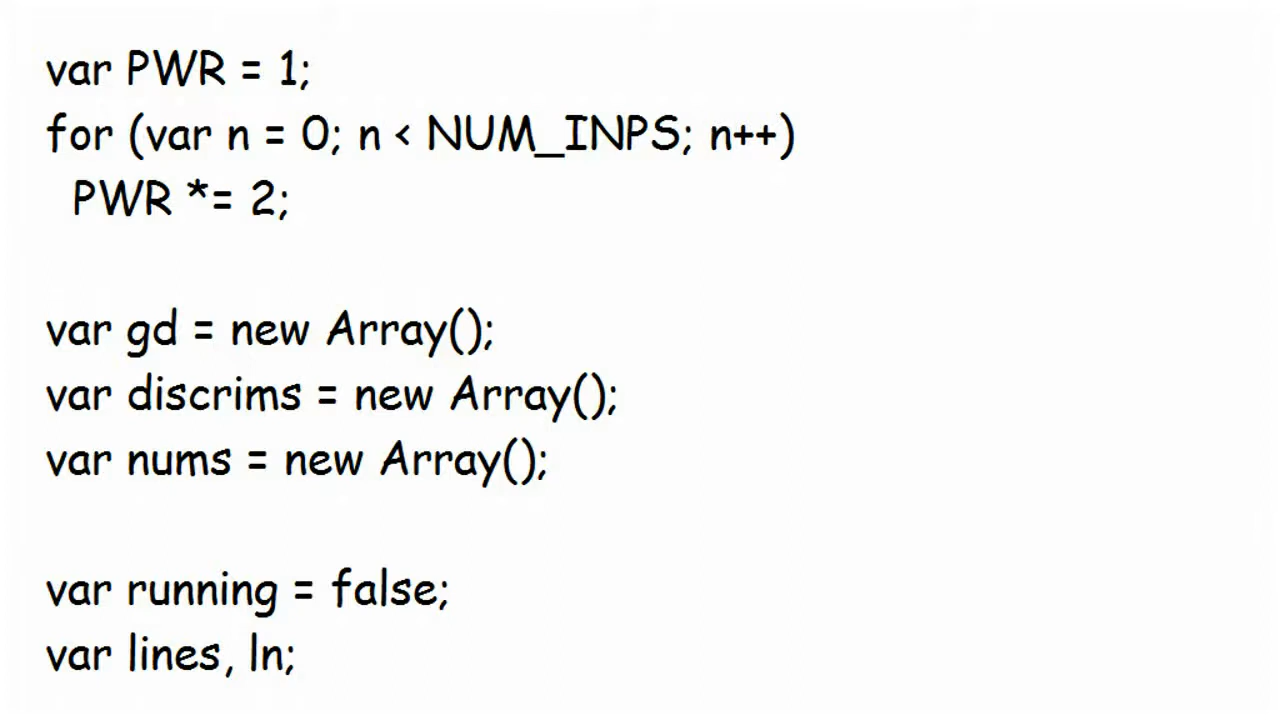 var PWR = 1;
for (var n = 0; n < NUM_INPS; n++)
PWR *= 2;
var gd = new Array();
var discrims = new Array();
var nums = new Array();
var running = false;
var lines, ln;